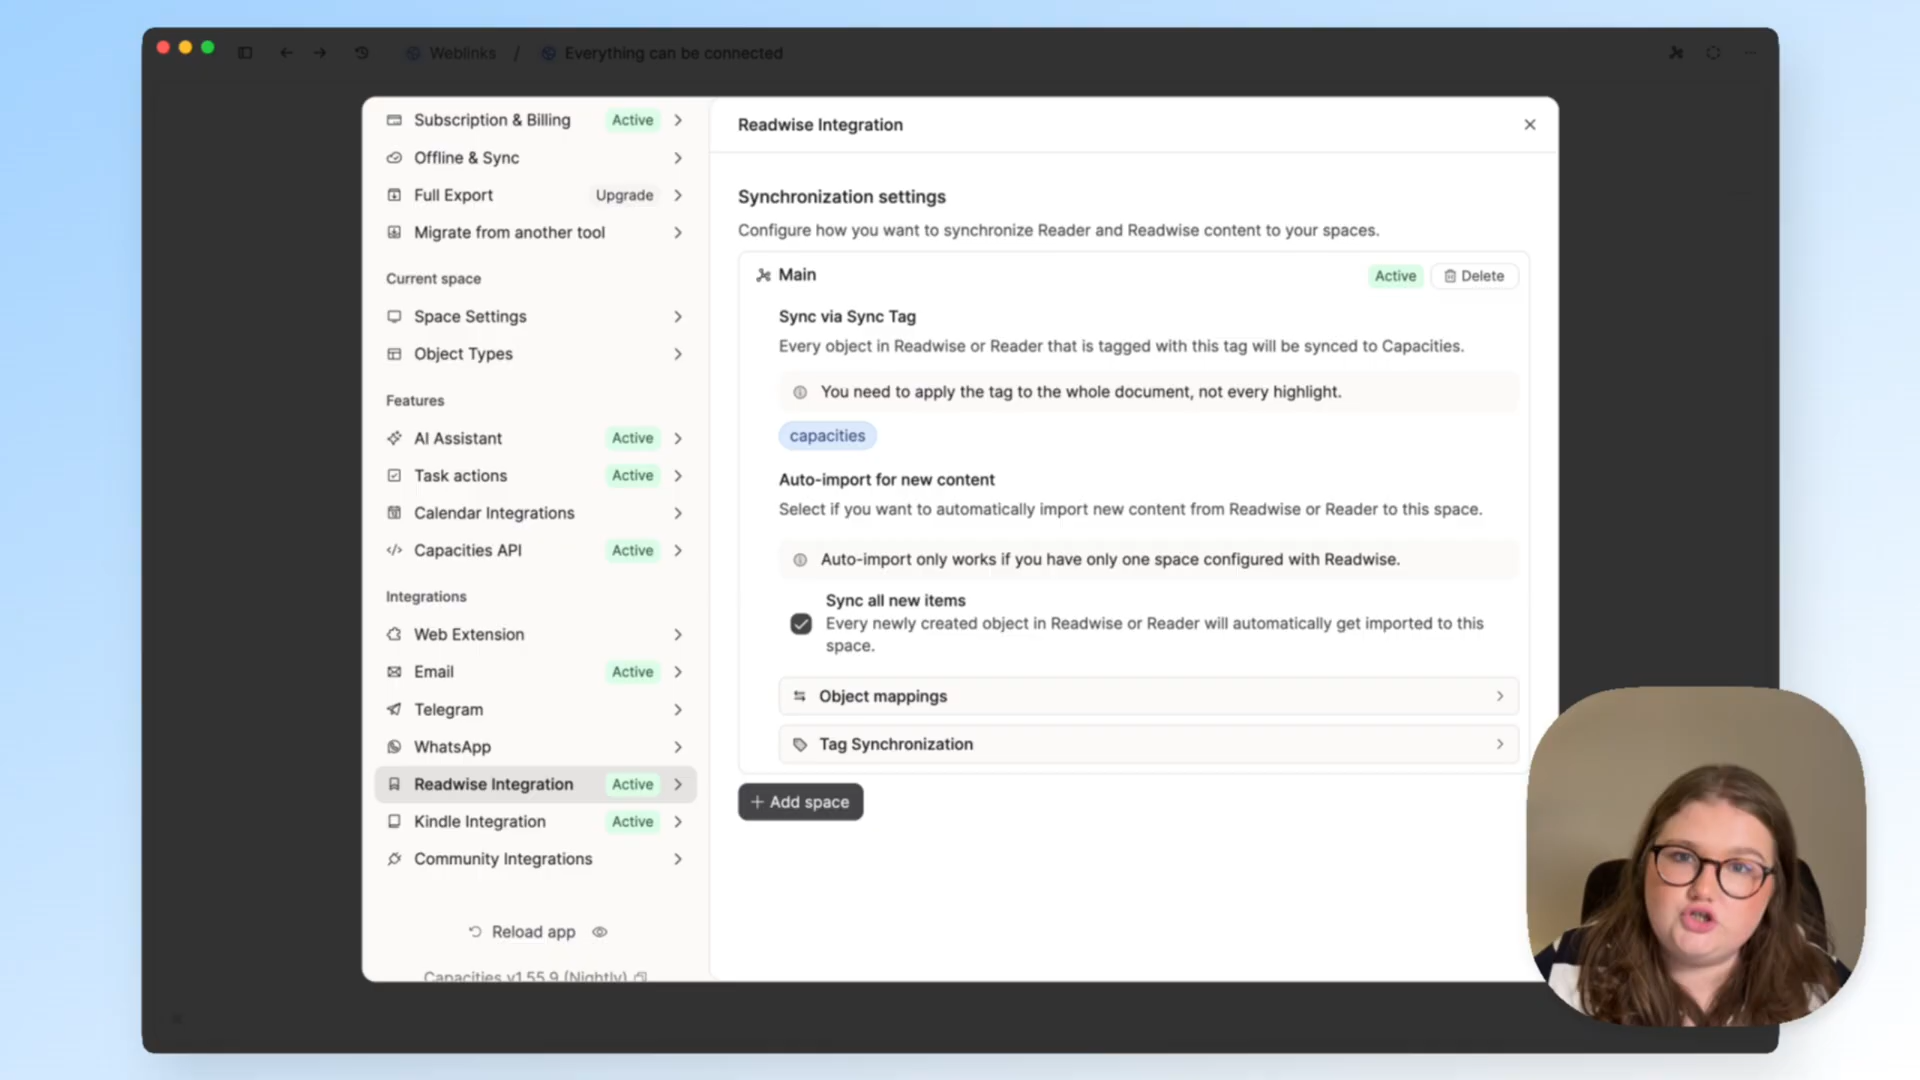 Weblinks / Everything can be connected
Subscription & Billing Active
Offline & Sync
Full Export Upgrade
Migrate from another tool
Current space
Space Settings
Object Types
Features
AI Assistant Active
Task actions Active
Calendar Integrations
Capacities API Active
Integrations
Web Extension
Email Active
Telegram
WhatsApp
Readwise Integration Active
Kindle Integration Active
Community Integrations
Reload app
Capacities v1.55.9 (Nightly)
Readwise Integration
Synchronization settings
Configure how you want to synchronize Reader and Readwise content to your spaces.
Main Active Delete
Sync via Sync Tag
Every object in Readwise or Reader that is tagged with this tag will be synced to Capacities.
You need to apply the tag to the whole document, not every highlight.
capacities
Auto-import for new content
Select if you want to automatically import new content from Readwise or Reader to this space.
Auto-import only works if you have only one space configured with Readwise.
Sync all new items
Every newly created object in Readwise or Reader will automatically get imported to this
space.
Object mappings
Tag Synchronization
+ Add space